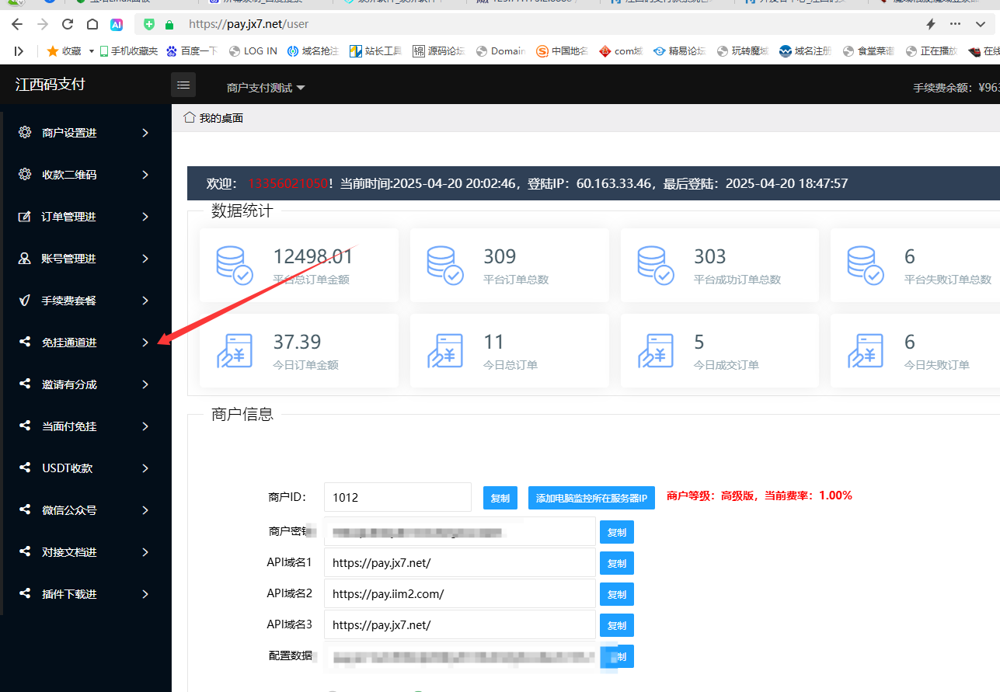 https://pay.jx7.net/user
收藏 手机收藏夹 百度一下 LOG IN 域名抢注 站长工具 源码论坛 Domain 中国域名 com域 精易论坛 玩转魔域 域名注册 食堂菜谱 正在播放 在线
江西码支付
商户支付测试
手续费余额：¥963
商户设置进
收款二维码
订单管理进
账号管理进
手续费套餐
免挂通道进
邀请有分成
当面付免挂
USDT收款
微信公众号
对接文档进
插件下载进
我的桌面
欢迎： 13356021050！当前时间:2025-04-20 20:02:46，登陆IP：60.163.33.46，最后登陆：2025-04-20 18:47:57
数据统计
12498.01
平台总订单金额
309
平台订单总数
303
平台成功订单总数
6
平台失败订单总数
37.39
今日订单金额
11
今日总订单
5
今日成交订单
6
今日失败订单
商户信息
商户ID： 1012 复制 添加电脑监控所在服务器IP 商户等级：高级版，当前费率：1.00%
商户密钥 复制
API域名1 https://pay.jx7.net/ 复制
API域名2 https://pay.iim2.com/ 复制
API域名3 https://pay.jx7.net/ 复制
配置数据 制